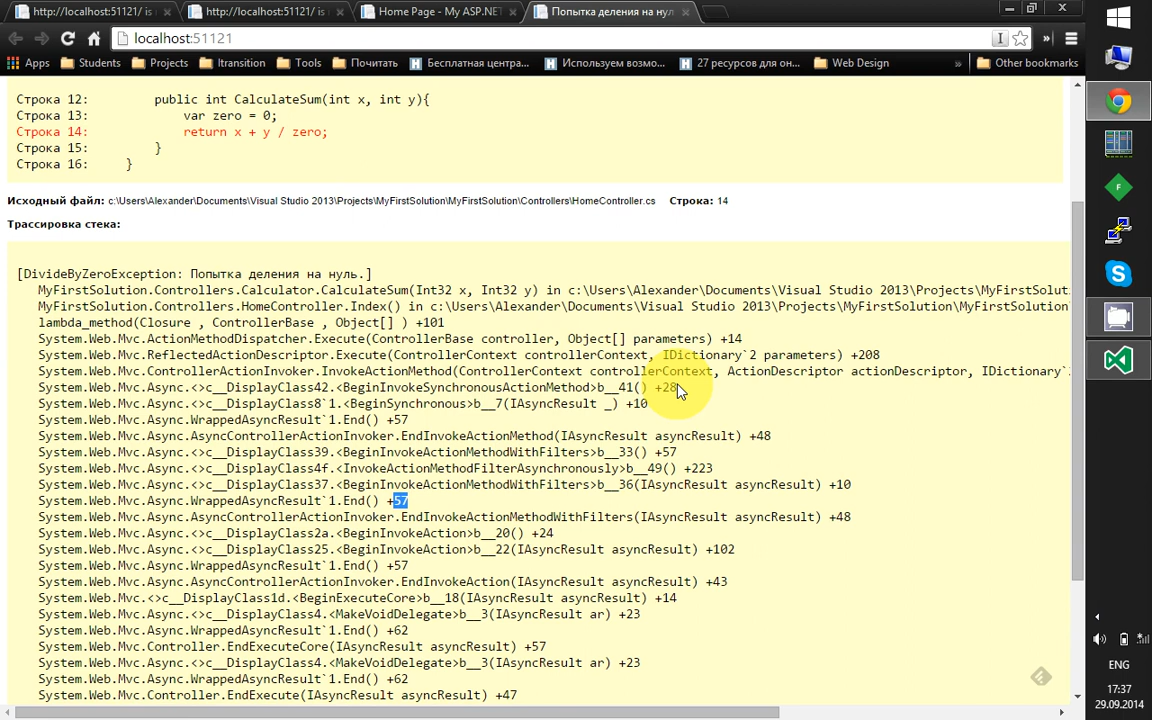 http://localhost:51121/ is
http://localhost:51121/ is
Home Page - My ASP.NET
Попытка деления на нул
localhost:51121
Apps
Students
Projects
Itransition
Tools
Почитать
Бесплатная центра...
Используем возмо...
27 ресурсов для он...
Web Design
»
Other bookmarks
Строка 12:         public int CalculateSum(int x, int y){
Строка 13:             var zero = 0;
Строка 14:             return x + y / zero;
Строка 15:         }
Строка 16:     }
Исходный файл: c:\Users\Alexander\Documents\Visual Studio 2013\Projects\MyFirstSolution\MyFirstSolution\Controllers\HomeController.cs    Строка: 14
Трассировка стека:
[DivideByZeroException: Попытка деления на нуль.]
MyFirstSolution.Controllers.Calculator.CalculateSum(Int32 x, Int32 y) in c:\Users\Alexander\Documents\Visual Studio 2013\Projects\MyFirstSoluti
MyFirstSolution.Controllers.HomeController.Index() in c:\Users\Alexander\Documents\Visual Studio 2013\Projects\MyFirstSolution\MyFirstSolution
lambda_method(Closure , ControllerBase , Object[] ) +101
System.Web.Mvc.ActionMethodDispatcher.Execute(ControllerBase controller, Object[] parameters) +14
System.Web.Mvc.ReflectedActionDescriptor.Execute(ControllerContext controllerContext, IDictionary`2 parameters) +208
System.Web.Mvc.ControllerActionInvoker.InvokeActionMethod(ControllerContext controllerContext, ActionDescriptor actionDescriptor, IDictionary`2
System.Web.Mvc.Async.<>c__DisplayClass42.<BeginInvokeSynchronousActionMethod>b__41() +28
System.Web.Mvc.Async.<>c__DisplayClass8`1.<BeginSynchronous>b__7(IAsyncResult _) +10
System.Web.Mvc.Async.WrappedAsyncResult`1.End() +57
System.Web.Mvc.Async.AsyncControllerActionInvoker.EndInvokeActionMethod(IAsyncResult asyncResult) +48
System.Web.Mvc.Async.<>c__DisplayClass39.<BeginInvokeActionMethodWithFilters>b__33() +57
System.Web.Mvc.Async.<>c__DisplayClass4f.<InvokeActionMethodFilterAsynchronously>b__49() +223
System.Web.Mvc.Async.<>c__DisplayClass37.<BeginInvokeActionMethodWithFilters>b__36(IAsyncResult asyncResult) +10
System.Web.Mvc.Async.WrappedAsyncResult`1.End() +57
System.Web.Mvc.Async.AsyncControllerActionInvoker.EndInvokeActionMethodWithFilters(IAsyncResult asyncResult) +48
System.Web.Mvc.Async.<>c__DisplayClass2a.<BeginInvokeAction>b__20() +24
System.Web.Mvc.Async.<>c__DisplayClass25.<BeginInvokeAction>b__22(IAsyncResult asyncResult) +102
System.Web.Mvc.Async.WrappedAsyncResult`1.End() +57
System.Web.Mvc.Async.AsyncControllerActionInvoker.EndInvokeAction(IAsyncResult asyncResult) +43
System.Web.Mvc.<>c__DisplayClass1d.<BeginExecuteCore>b__18(IAsyncResult asyncResult) +14
System.Web.Mvc.Async.<>c__DisplayClass4.<MakeVoidDelegate>b__3(IAsyncResult ar) +23
System.Web.Mvc.Async.WrappedAsyncResult`1.End() +62
System.Web.Mvc.Controller.EndExecuteCore(IAsyncResult asyncResult) +57
System.Web.Mvc.Async.<>c__DisplayClass4.<MakeVoidDelegate>b__3(IAsyncResult ar) +23
System.Web.Mvc.Async.WrappedAsyncResult`1.End() +62
System.Web.Mvc.Controller.EndExecute(IAsyncResult asyncResult) +47
ENG
17:37
29.09.2014